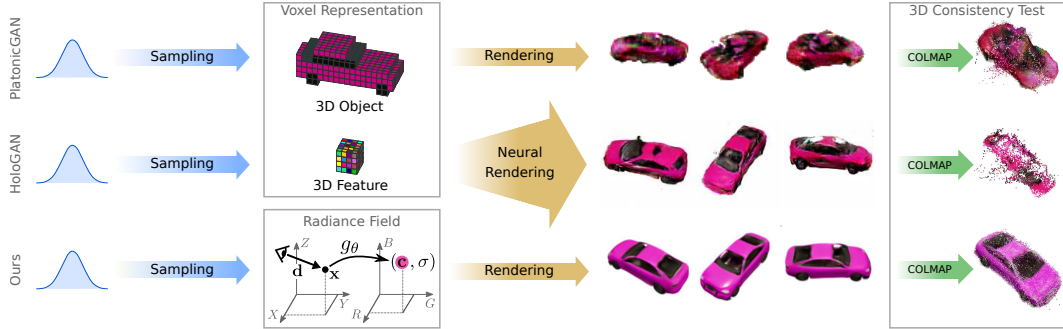 Voxel Representation
3D Consistency Test
PlatonicGAN
Sampling
3D Object
Rendering
COLMAP
HoloGAN
Sampling
3D Feature
Neural
Rendering
COLMAP
Radiance Field
Ours
Sampling
Z
d
x
X
Y
gθ
B
(c, σ)
R
G
Rendering
COLMAP